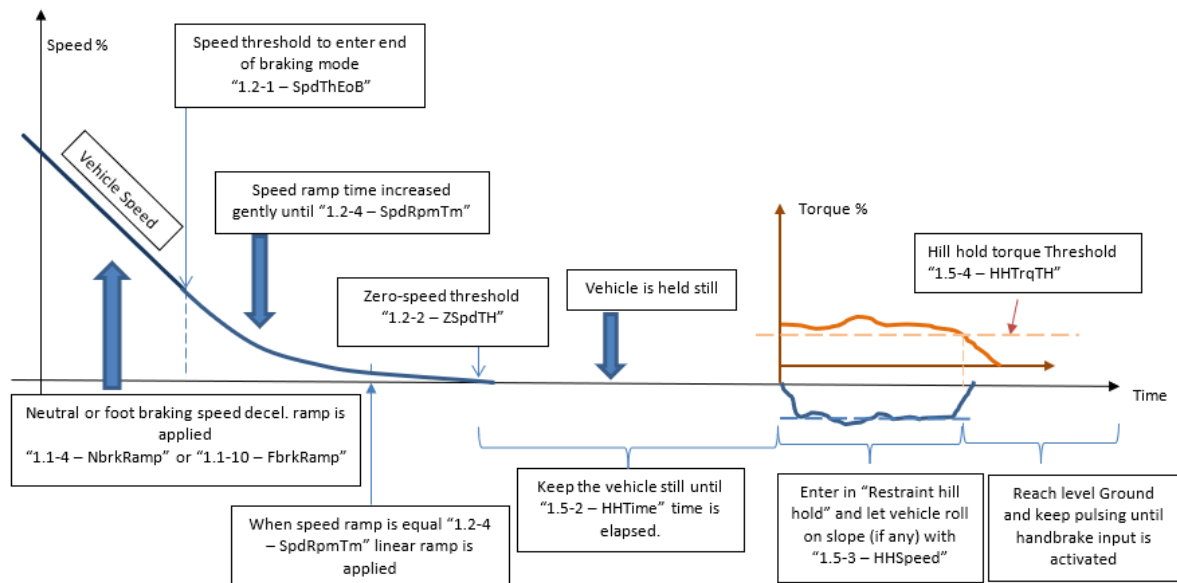 Speed %
Speed threshold to enter end
of braking mode
“1.2-1 – SpdThEoB”
Vehicle Speed
Speed ramp time increased
gently until “1.2-4 – SpdRpmTm”
Zero-speed threshold
“1.2-2 – ZSpdTH”
Vehicle is held still
Torque %
Hill hold torque Threshold
“1.5-4 – HHTrqTH”
Time
Neutral or foot braking speed decel. ramp is
applied
“1.1-4 – NbrkRamp” or “1.1-10 – FbrkRamp”
When speed ramp is equal “1.2-4
– SpdRpmTm” linear ramp is
applied
Keep the vehicle still until
“1.5-2 – HHTime” time is
elapsed.
Enter in “Restraint hill
hold” and let vehicle roll
on slope (if any) with
“1.5-3 – HHSpeed”
Reach level Ground
and keep pulsing until
handbrake input is
activated